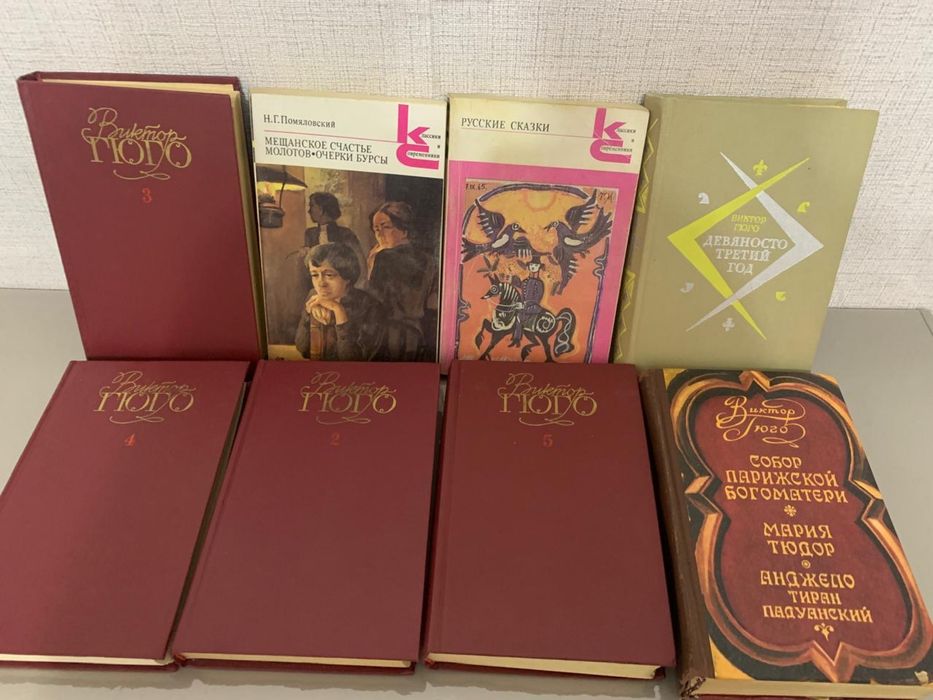 Виктор
ГЮГО
3
Н.Г.Помяловский
МЕЩАНСКОЕ СЧАСТЬЕ
МОЛОТОВ•ОЧЕРКИ БУРСЫ
Классики и
Современники
РУССКИЕ СКАЗКИ
Классики и
Современники
ВИКТОР
ГЮГО
ДЕВЯНОСТО
ТРЕТИЙ
ГОД
Виктор
ГЮГО
4
Виктор
ГЮГО
2
Виктор
ГЮГО
5
Виктор
Гюго
СОБОР
ПАРИЖСКОЙ
БОГОМАТЕРИ
МАРИЯ
ТЮДОР
АНДЖЕЛО
ТИРАН
ПАДУАНСКИЙ